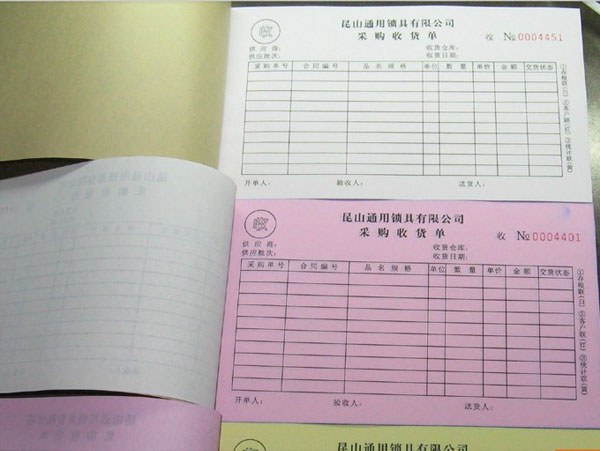 收
昆山通用锁具有限公司
采购收货单
收 №0004451
供应商： 收货仓库：
供应批次： 收货日期：
采购单号 合同编号 品名规格 单位 数量 单价 金额 交货状态
①存根联(白) ②客户联(红) ③统计联(黄)
开单人： 验收人： 送货人：
收
昆山通用锁具有限公司
采购收货单
收 №0004401
供应商： 收货仓库：
供应批次： 收货日期：
采购单号 合同编号 品名规格 单位 数量 单价 金额 交货状态
①存根联(白) ②客户联(红) ③统计联(黄)
开单人： 验收人： 送货人：
昆山通用锁具有限公司